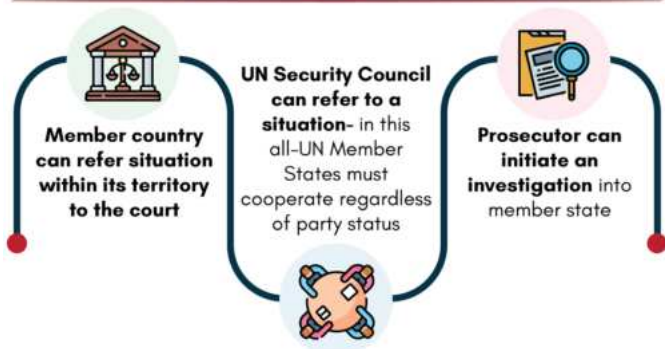 Member country
can refer situation
within its territory
to the court
UN Security Council
can refer to a
situation- in this
all-UN Member
States must
cooperate regardless
of party status
Prosecutor can
initiate an
investigation into
member state